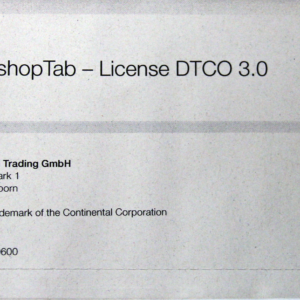 shopTab – License DTCO 3.0
Trading GmbH
ark 1
born
demark of the Continental Corporation
600